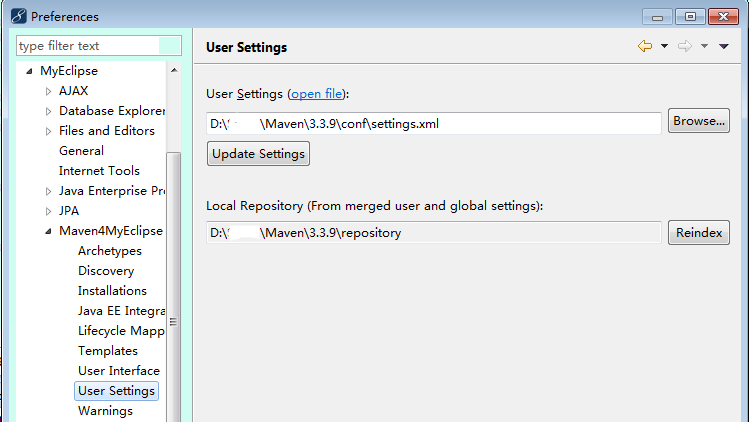 Preferences
type filter text
MyEclipse
AJAX
Database Explorer
Files and Editors
General
Internet Tools
Java Enterprise Pro
JPA
Maven4MyEclipse
Archetypes
Discovery
Installations
Java EE Integra
Lifecycle Mapp
Templates
User Interface
User Settings
Warnings
User Settings
User Settings (open file):
D:\ \Maven\3.3.9\conf\settings.xml
Browse...
Update Settings
Local Repository (From merged user and global settings):
D:\ \Maven\3.3.9\repository
Reindex